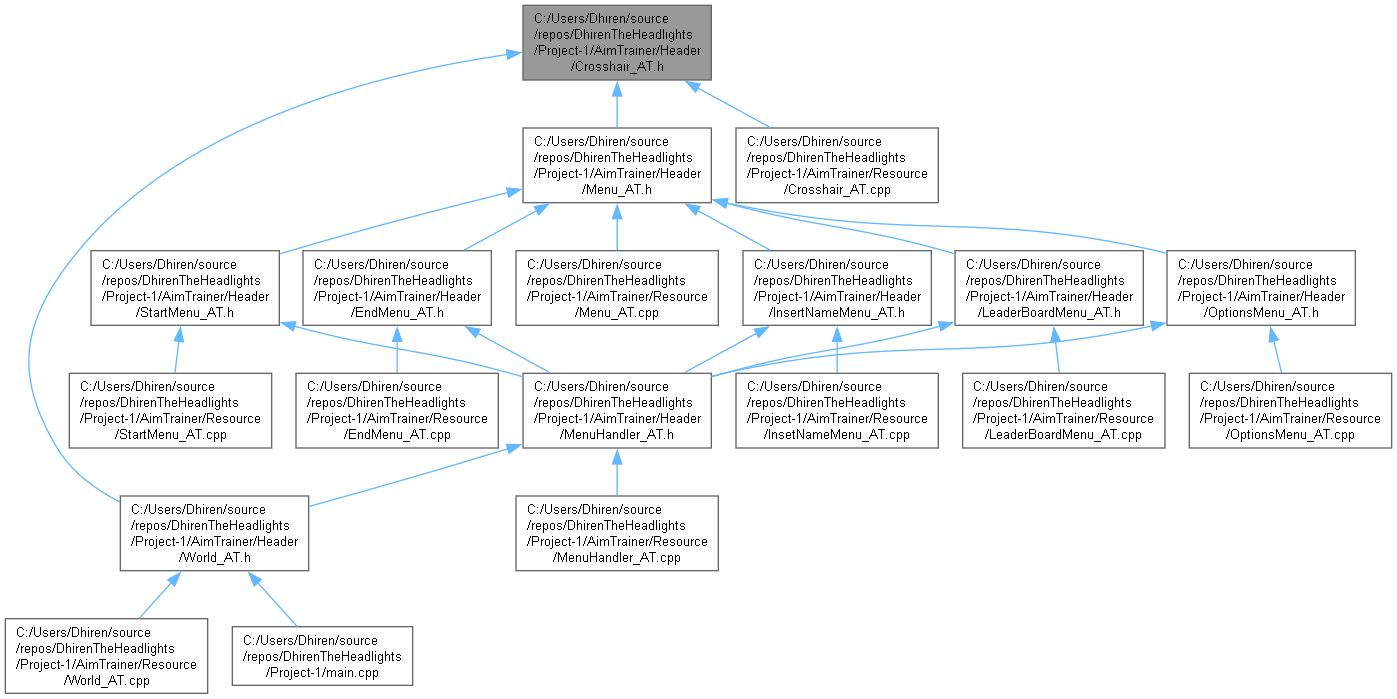 C:/Users/Dhiren/source
/repos/DhirenTheHeadlights
/Project-1/AimTrainer/Header
/Crosshair_AT.h
C:/Users/Dhiren/source
/repos/DhirenTheHeadlights
/Project-1/AimTrainer/Header
/Menu_AT.h
C:/Users/Dhiren/source
/repos/DhirenTheHeadlights
/Project-1/AimTrainer/Resource
/Crosshair_AT.cpp
C:/Users/Dhiren/source
/repos/DhirenTheHeadlights
/Project-1/AimTrainer/Header
/StartMenu_AT.h
C:/Users/Dhiren/source
/repos/DhirenTheHeadlights
/Project-1/AimTrainer/Header
/EndMenu_AT.h
C:/Users/Dhiren/source
/repos/DhirenTheHeadlights
/Project-1/AimTrainer/Resource
/Menu_AT.cpp
C:/Users/Dhiren/source
/repos/DhirenTheHeadlights
/Project-1/AimTrainer/Header
/InsertNameMenu_AT.h
C:/Users/Dhiren/source
/repos/DhirenTheHeadlights
/Project-1/AimTrainer/Header
/LeaderBoardMenu_AT.h
C:/Users/Dhiren/source
/repos/DhirenTheHeadlights
/Project-1/AimTrainer/Header
/OptionsMenu_AT.h
C:/Users/Dhiren/source
/repos/DhirenTheHeadlights
/Project-1/AimTrainer/Resource
/StartMenu_AT.cpp
C:/Users/Dhiren/source
/repos/DhirenTheHeadlights
/Project-1/AimTrainer/Resource
/EndMenu_AT.cpp
C:/Users/Dhiren/source
/repos/DhirenTheHeadlights
/Project-1/AimTrainer/Header
/MenuHandler_AT.h
C:/Users/Dhiren/source
/repos/DhirenTheHeadlights
/Project-1/AimTrainer/Resource
/InsetNameMenu_AT.cpp
C:/Users/Dhiren/source
/repos/DhirenTheHeadlights
/Project-1/AimTrainer/Resource
/LeaderBoardMenu_AT.cpp
C:/Users/Dhiren/source
/repos/DhirenTheHeadlights
/Project-1/AimTrainer/Resource
/OptionsMenu_AT.cpp
C:/Users/Dhiren/source
/repos/DhirenTheHeadlights
/Project-1/AimTrainer/Header
/World_AT.h
C:/Users/Dhiren/source
/repos/DhirenTheHeadlights
/Project-1/AimTrainer/Resource
/MenuHandler_AT.cpp
C:/Users/Dhiren/source
/repos/DhirenTheHeadlights
/Project-1/AimTrainer/Resource
/World_AT.cpp
C:/Users/Dhiren/source
/repos/DhirenTheHeadlights
/Project-1/main.cpp